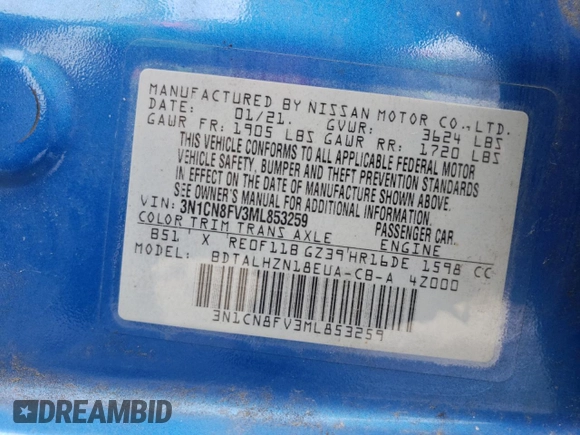 MANUFACTURED BY NISSAN MOTOR CO.,LTD.
DATE: 01/21. GVWR: 3624 LBS
GAWR FR: 1905 LBS GAWR RR: 1720 LBS
THIS VEHICLE CONFORMS TO ALL APPLICABLE FEDERAL MOTOR
VEHICLE SAFETY, BUMPER AND THEFT PREVENTION STANDARDS
IN EFFECT ON THE DATE OF MANUFACTURE SHOWN ABOVE.
SEE OWNER'S MANUAL FOR ADDITIONAL INFORMATION.
VIN: 3N1CN8FV3ML853259 PASSENGER CAR
COLOR TRIM TRANS AXLE ENGINE
B51 X RE0F11B GZ39 HR16DE 1598 CC
MODEL: BDTALHZN18EUA-CB-A 4Z000
3N1CN8FV3ML853259
DREAMBID